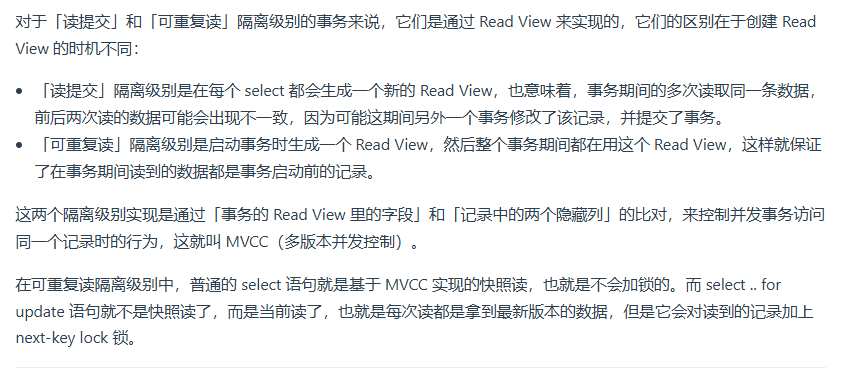 对于「读提交」和「可重复读」隔离级别的事务来说，它们是通过 Read View 来实现的，它们的区别在于创建 Read
View 的时机不同：
• 「读提交」隔离级别是在每个 select 都会生成一个新的 Read View，也意味着，事务期间的多次读取同一条数据，
前后两次读的数据可能会出现不一致，因为可能这期间另外一个事务修改了该记录，并提交了事务。
• 「可重复读」隔离级别是启动事务时生成一个 Read View，然后整个事务期间都在用这个 Read View，这样就保证
了在事务期间读到的数据都是事务启动前的记录。
这两个隔离级别实现是通过「事务的 Read View 里的字段」和「记录中的两个隐藏列」的比对，来控制并发事务访问
同一个记录时的行为，这就叫 MVCC（多版本并发控制）。
在可重复读隔离级别中，普通的 select 语句就是基于 MVCC 实现的快照读，也就是不会加锁的。而 select .. for
update 语句就不是快照读了，而是当前读了，也就是每次读都是拿到最新版本的数据，但是它会对读到的记录加上
next-key lock 锁。